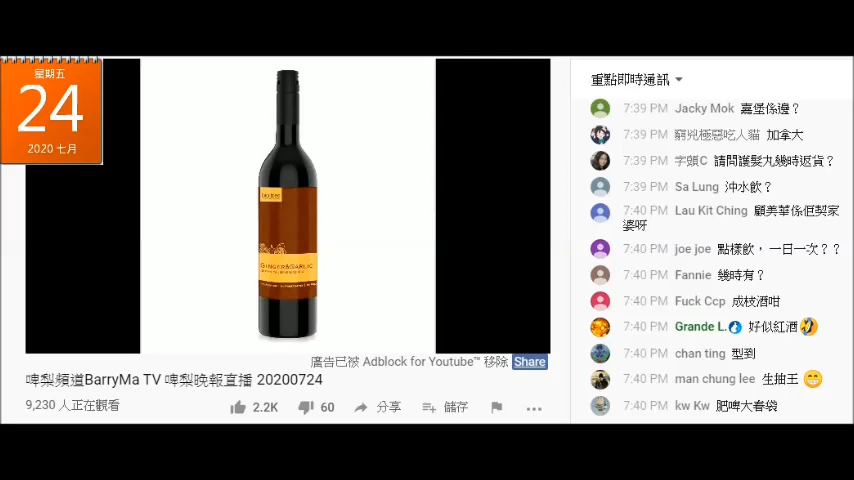 星期五
24
2020 七月
GINGER&GARLIC
廣告已被 Adblock for Youtube™ 移除 Share
啤梨頻道BarryMa TV 啤梨晚報直播 20200724
9,230 人正在觀看
2.2K 60 分享 儲存
重點即時通訊
7:39 PM Jacky Mok 嘉堡係邊？
7:39 PM 窮兇極惡吃人貓 加拿大
7:39 PM 字頭C 請問護髮丸幾時返貨？
7:39 PM Sa Lung 沖水飲？
7:40 PM Lau Kit Ching 顧美華係佢契家
婆呀
7:40 PM joe joe 點樣飲， 一日一次？？
7:40 PM Fannie 幾時有？
7:40 PM Fuck Ccp 成枝酒咁
7:40 PM Grande L. 好似紅酒🤣
7:40 PM chan ting 型到
7:40 PM man chung lee 生抽王 😁
7:40 PM kw Kw 肥啤大春袋